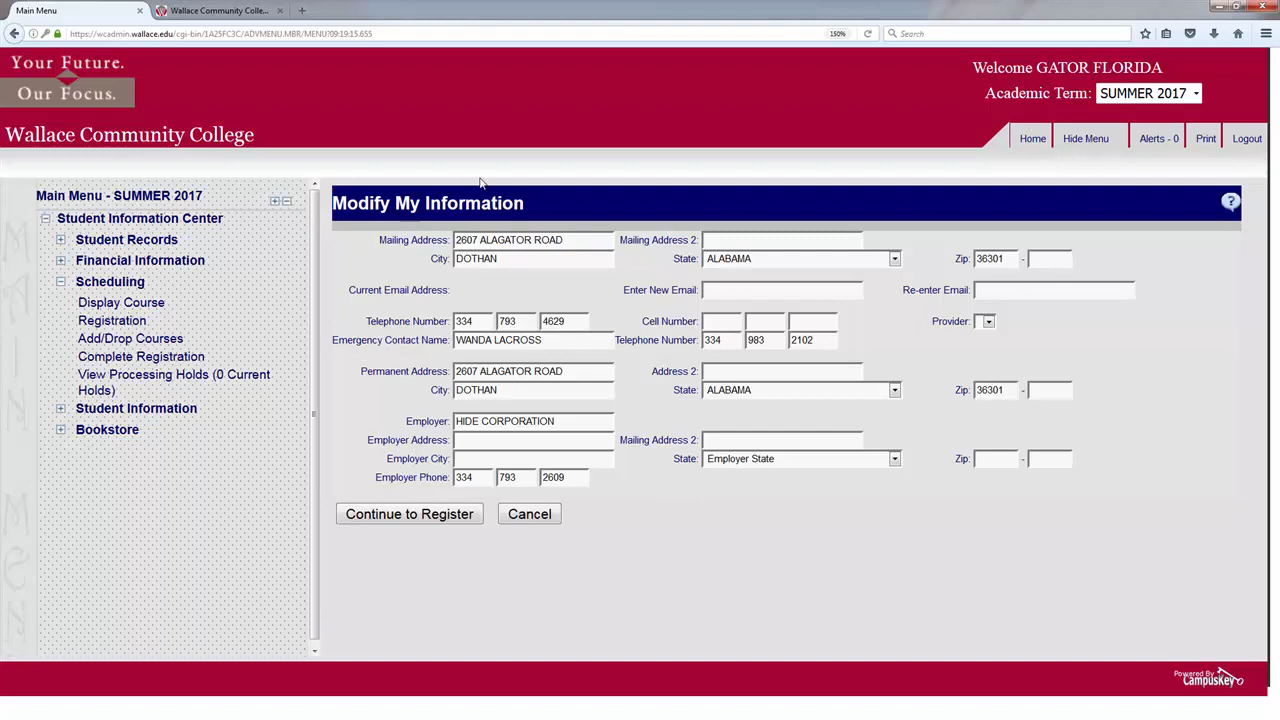 Main Menu
Wallace Community Colleg...
https://wcadmin.wallace.edu/cgi-bin/1A25FC3C/ADVMENU.MBR/MENU?09:19:15.655
150%
Search
Your Future.
Our Focus.
Welcome GATOR FLORIDA
Academic Term: SUMMER 2017
Wallace Community College
Home
Hide Menu
Alerts - 0
Print
Logout
MAIN MEN
Main Menu - SUMMER 2017
Student Information Center
Student Records
Financial Information
Scheduling
Display Course
Registration
Add/Drop Courses
Complete Registration
View Processing Holds (0 Current
Holds)
Student Information
Bookstore
Modify My Information
?
Mailing Address: 2607 ALAGATOR ROAD Mailing Address 2:
City: DOTHAN State: ALABAMA Zip: 36301 -
Current Email Address: Enter New Email: Re-enter Email:
Telephone Number: 334 793 4629 Cell Number: Provider:
Emergency Contact Name: WANDA LACROSS Telephone Number: 334 983 2102
Permanent Address: 2607 ALAGATOR ROAD Address 2:
City: DOTHAN State: ALABAMA Zip: 36301 -
Employer: HIDE CORPORATION
Employer Address: Mailing Address 2:
Employer City: State: Employer State Zip: -
Employer Phone: 334 793 2609
Continue to Register Cancel
Powered By
CampusKey